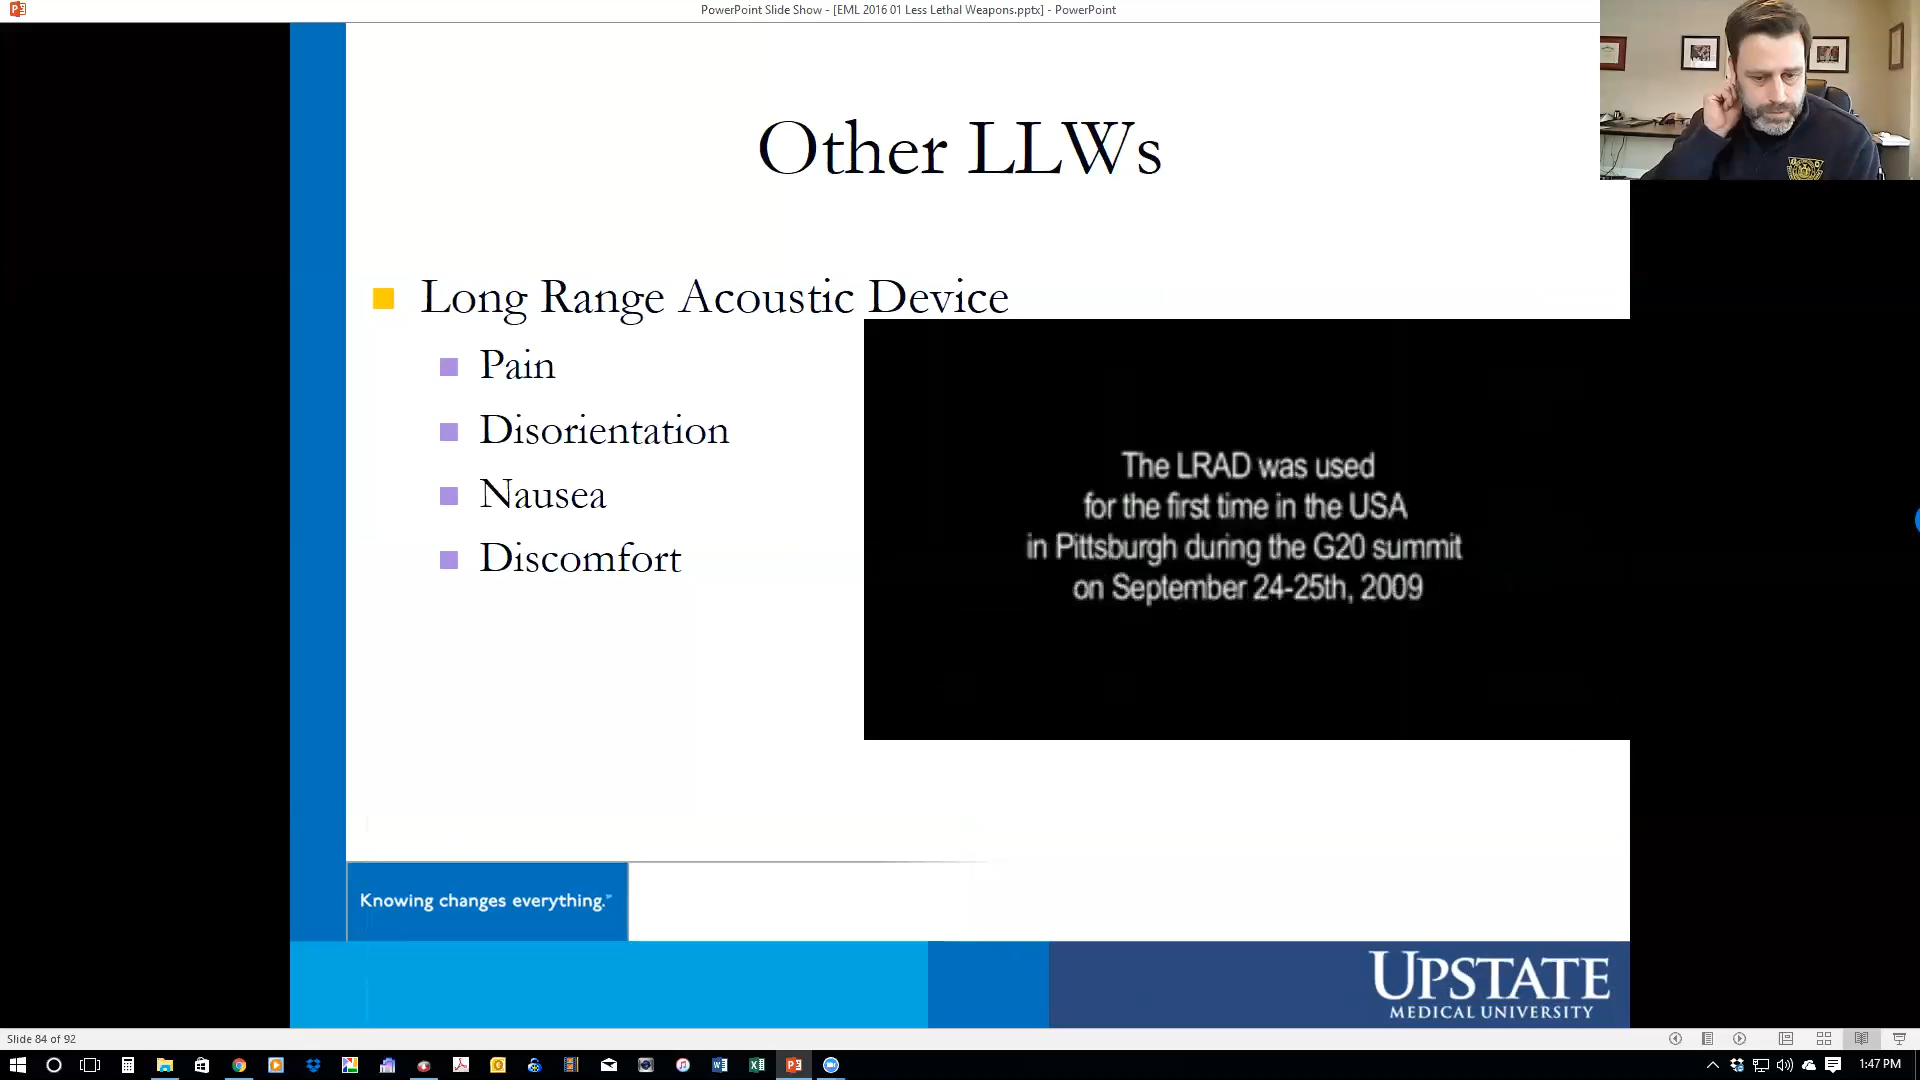 PowerPoint Slide Show - [EML 2016 01 Less Lethal Weapons.pptx] - PowerPoint
Other LLWs
Long Range Acoustic Device
Pain
Disorientation
Nausea
Discomfort
The LRAD was used
for the first time in the USA
in Pittsburgh during the G20 summit
on September 24-25th, 2009
Knowing changes everything.™
UPSTATE
MEDICAL UNIVERSITY
Slide 84 of 92
1:47 PM